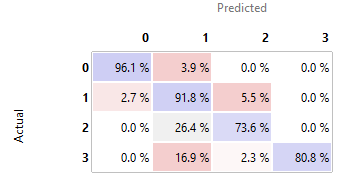 Predicted
0 1 2 3
0 96.1 % 3.9 % 0.0 % 0.0 %
1 2.7 % 91.8 % 5.5 % 0.0 %
Actual
2 0.0 % 26.4 % 73.6 % 0.0 %
3 0.0 % 16.9 % 2.3 % 80.8 %